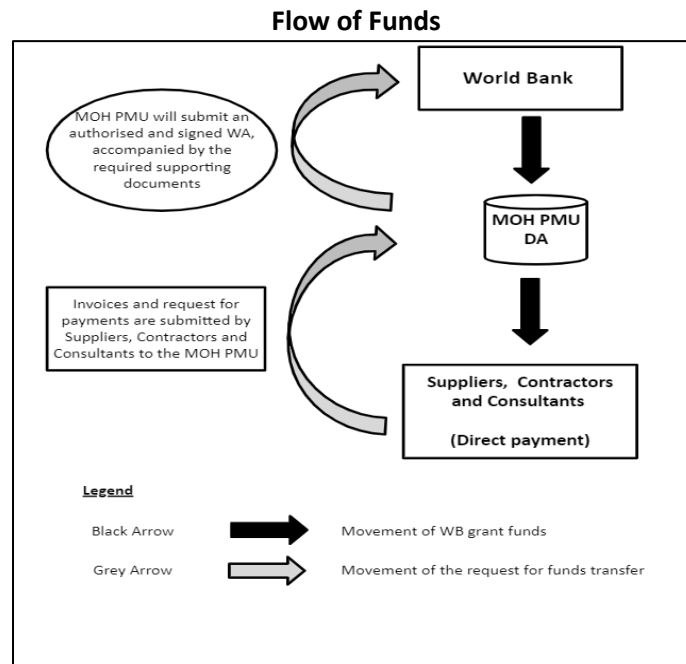 Flow of Funds
World Bank
MOH PMU will submit an
authorised and signed WA,
accompanied by the
required supporting
documents
MOH PMU
DA
Invoices and request for
payments are submitted by
Suppliers, Contractors and
Consultants to the MOH PMU
Suppliers, Contractors
and Consultants
(Direct payment)
Legend
Black Arrow Movement of WB grant funds
Grey Arrow Movement of the request for funds transfer